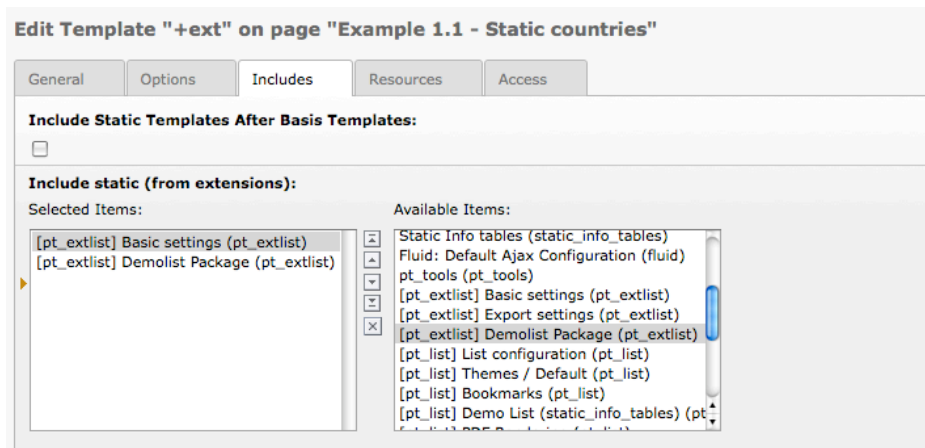 Edit Template "+ext" on page "Example 1.1 - Static countries"
General Options Includes Resources Access
Include Static Templates After Basis Templates:
Include static (from extensions):
Selected Items: Available Items:
[pt_extlist] Basic settings (pt_extlist)
[pt_extlist] Demolist Package (pt_extlist)
Static Info tables (static_info_tables)
Fluid: Default Ajax Configuration (fluid)
pt_tools (pt_tools)
[pt_extlist] Basic settings (pt_extlist)
[pt_extlist] Export settings (pt_extlist)
[pt_extlist] Demolist Package (pt_extlist)
[pt_list] List configuration (pt_list)
[pt_list] Themes / Default (pt_list)
[pt_list] Bookmarks (pt_list)
[pt_list] Demo List (static_info_tables) (pt